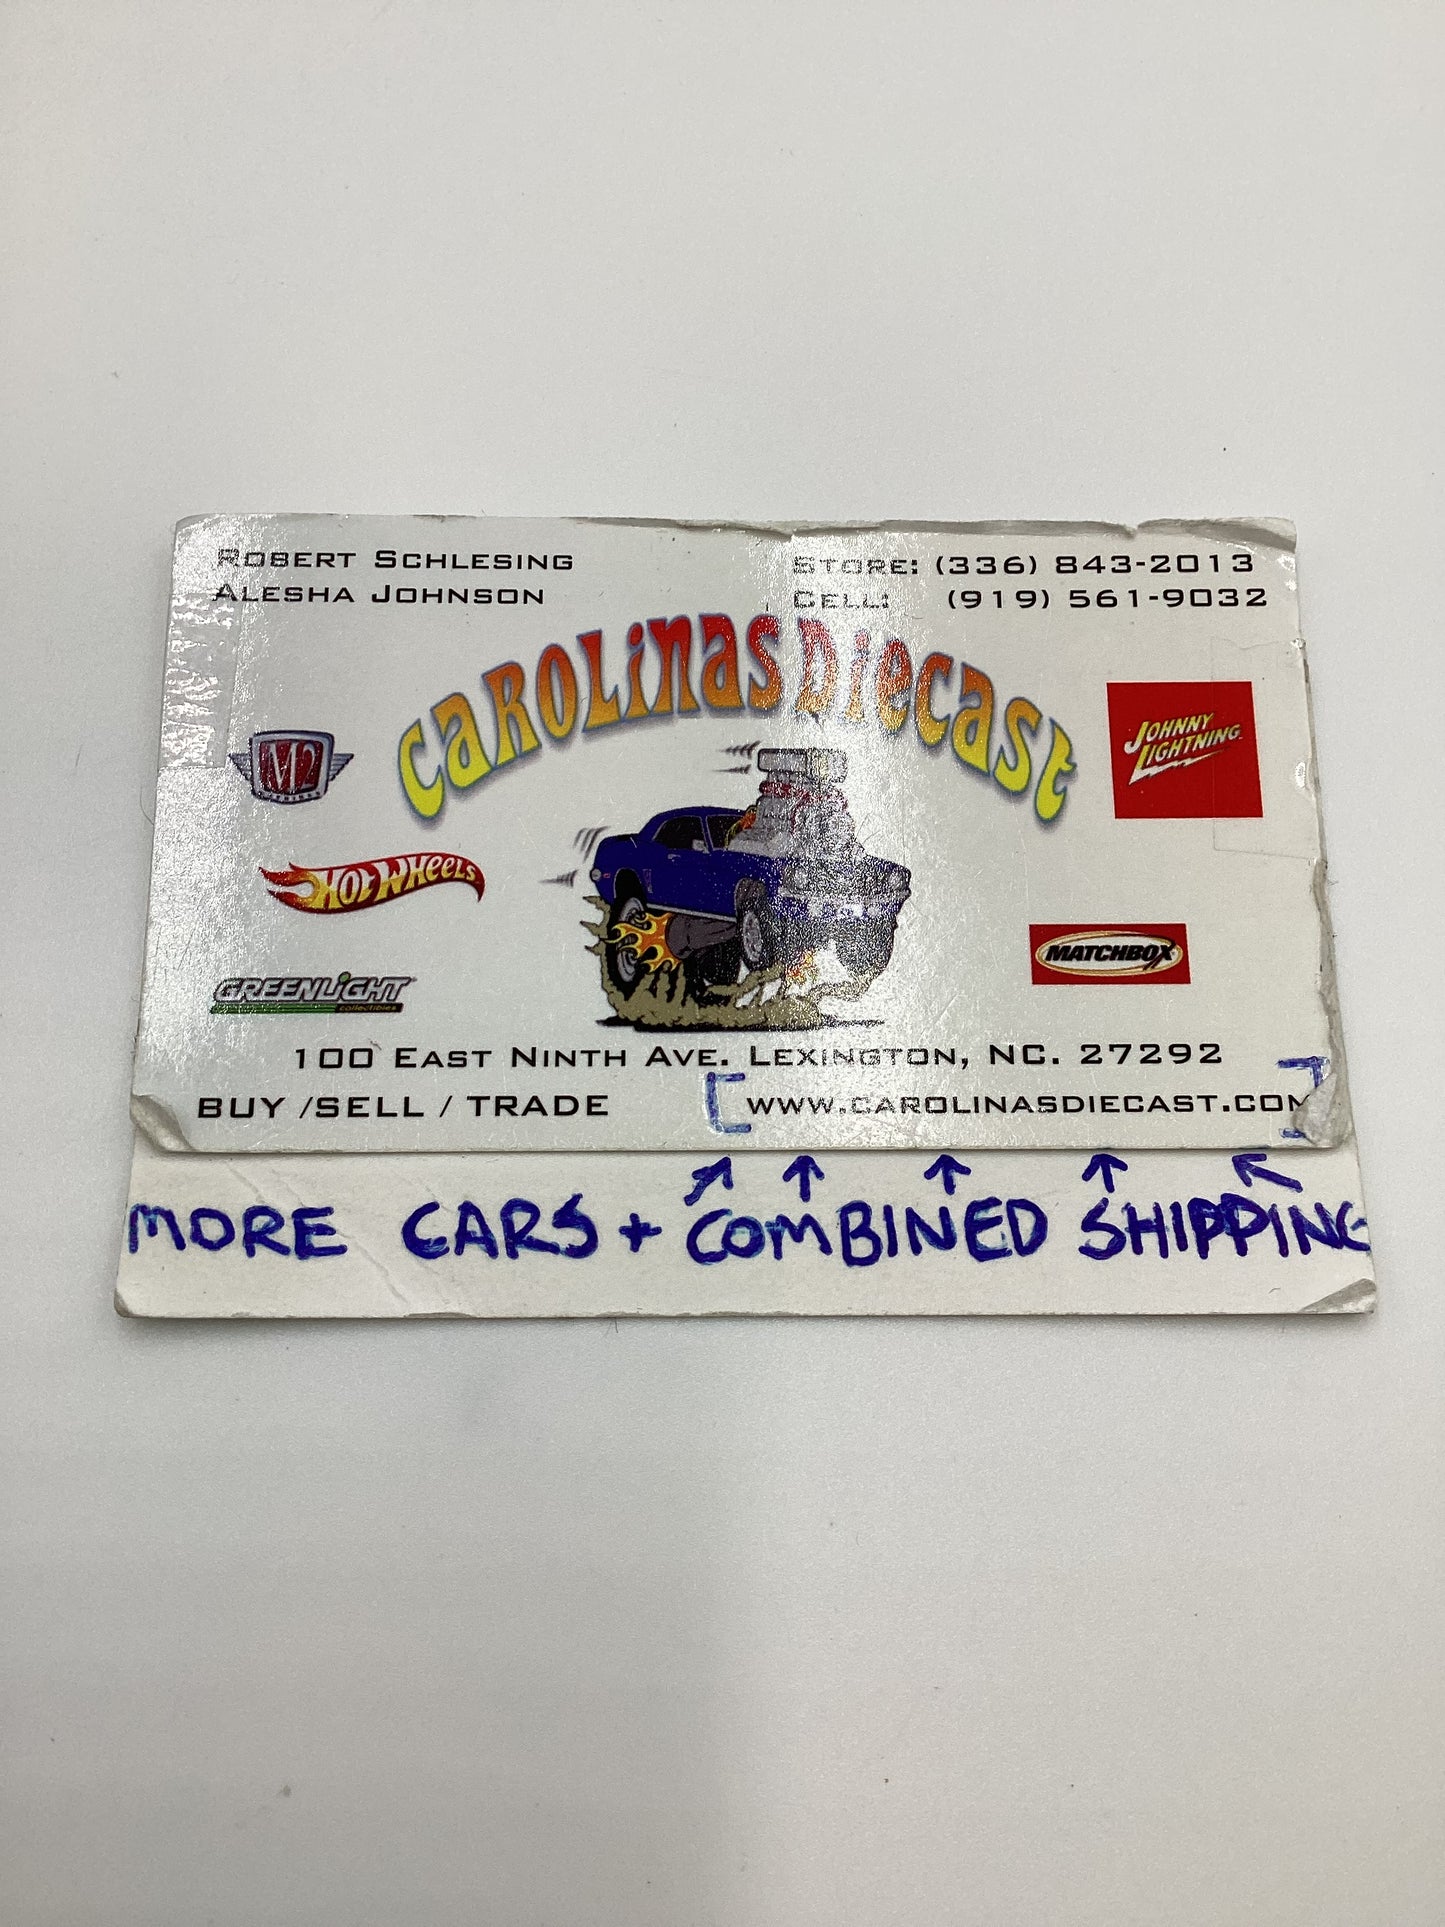 ROBERT SCHLESING
ALESHA JOHNSON
STORE: (336) 843-2013
CELL: (919) 561-9032
CAROLINAS DIECAST
M2
JOHNNY LIGHTNING
HOT WHEELS
MATCHBOX
GREENLIGHT
collectibles
100 EAST NINTH AVE. LEXINGTON, NC. 27292
BUY /SELL / TRADE
WWW.CAROLINASDIECAST.COM
MORE CARS + COMBINED SHIPPING